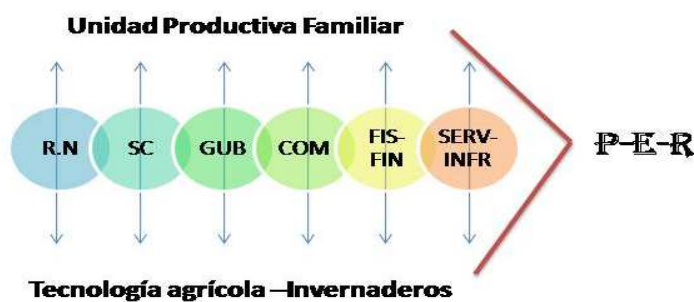 Unidad Productiva Familiar
R.N
SC
GUB
COM
FIS-
FIN
SERV-
INFR
P-E-R
Tecnología agrícola –Invernaderos